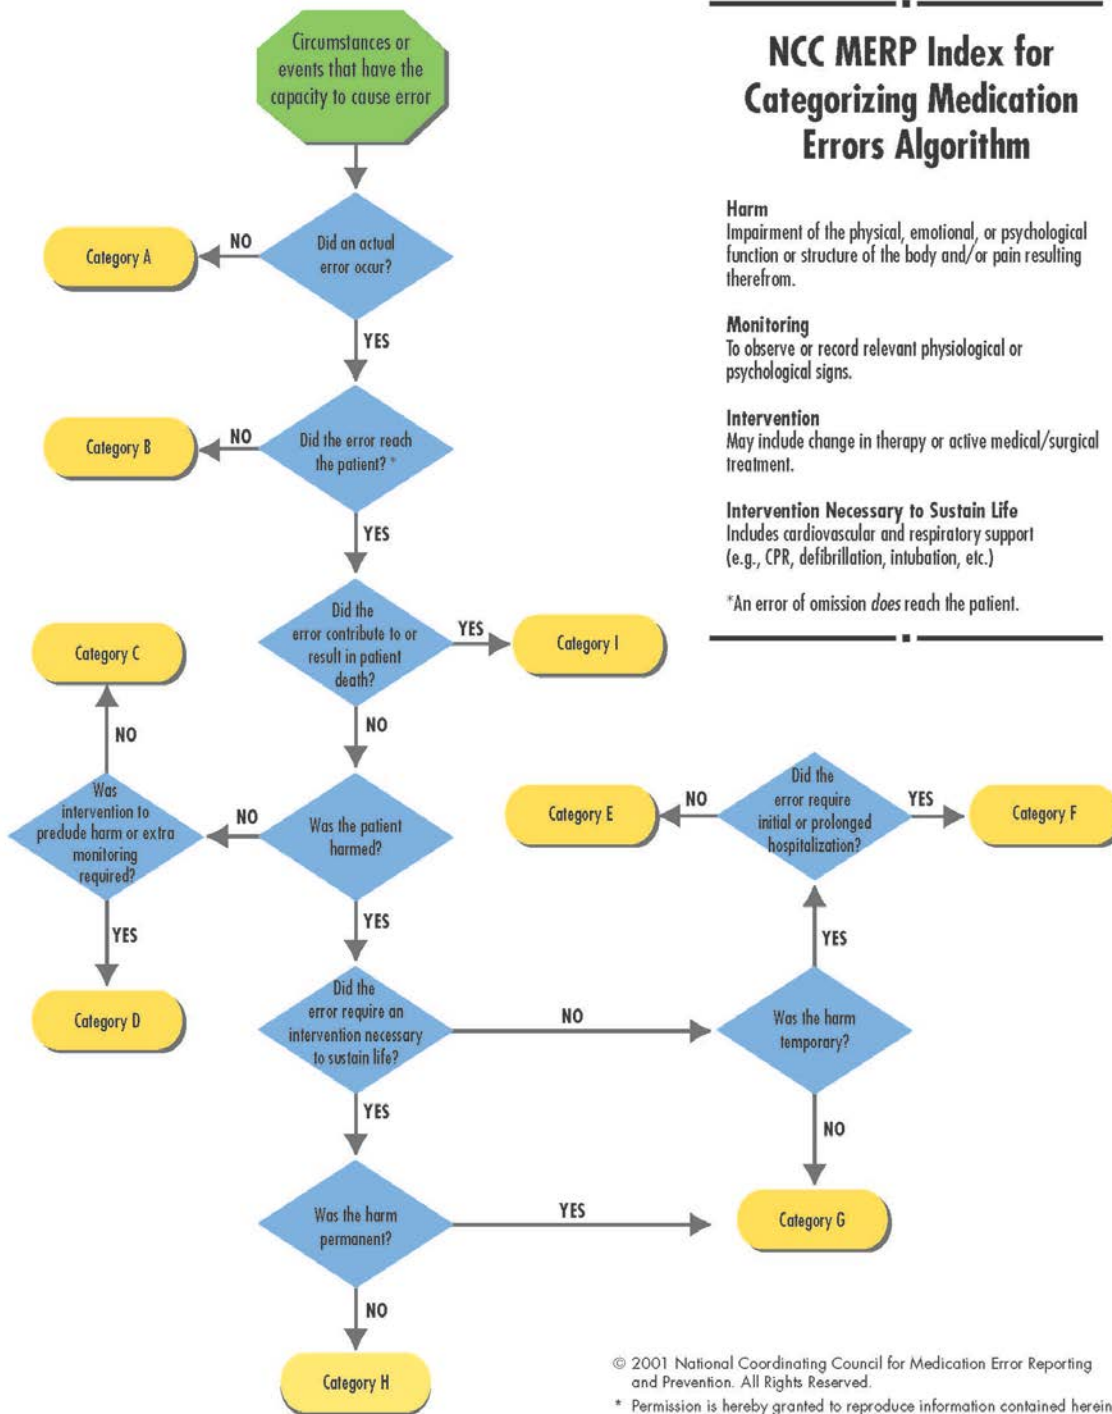 Circumstances or
events that have the
capacity to cause error
NCC MERP Index for
Categorizing Medication
Errors Algorithm
Harm
Impairment of the physical, emotional, or psychological
function or structure of the body and/or pain resulting
therefrom.
Monitoring
To observe or record relevant physiological or
psychological signs.
Intervention
May include change in therapy or active medical/surgical
treatment.
Intervention Necessary to Sustain Life
Includes cardiovascular and respiratory support
(e.g., CPR, defibrillation, intubation, etc.)
*An error of omission does reach the patient.
Did an actual
error occur?
NO
Category A
YES
Did the error reach
the patient? *
NO
Category B
YES
Did the
error contribute to or
result in patient
death?
YES
Category I
NO
Was the patient
harmed?
NO
Was
intervention to
preclude harm or extra
monitoring
required?
NO
Category C
YES
Category D
YES
Did the
error require an
intervention necessary
to sustain life?
NO
Was the harm
temporary?
YES
Did the
error require
initial or prolonged
hospitalization?
NO
Category E
YES
Category F
NO
Category G
YES
Was the harm
permanent?
YES
NO
Category H
© 2001 National Coordinating Council for Medication Error Reporting
and Prevention. All Rights Reserved.
* Permission is hereby granted to reproduce information contained herein